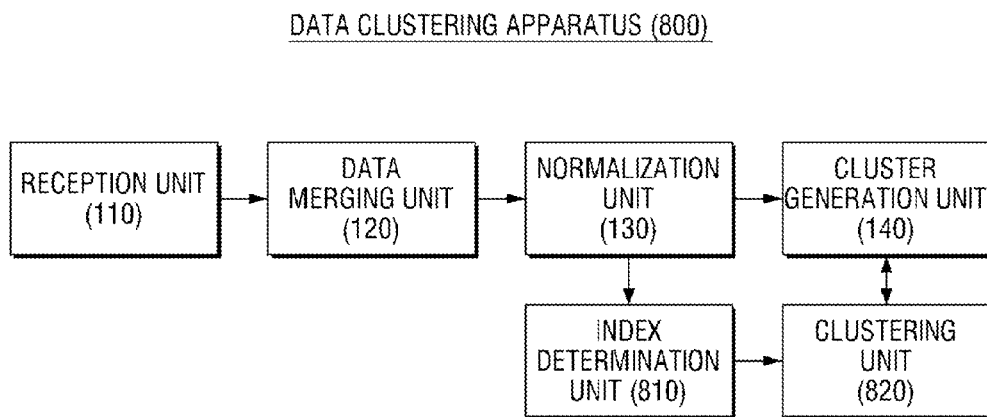 DATA CLUSTERING APPARATUS (800)
RECEPTION UNIT
(110)
DATA
MERGING UNIT
(120)
NORMALIZATION
UNIT
(130)
CLUSTER
GENERATION UNIT
(140)
INDEX
DETERMINATION
UNIT (810)
CLUSTERING
UNIT
(820)